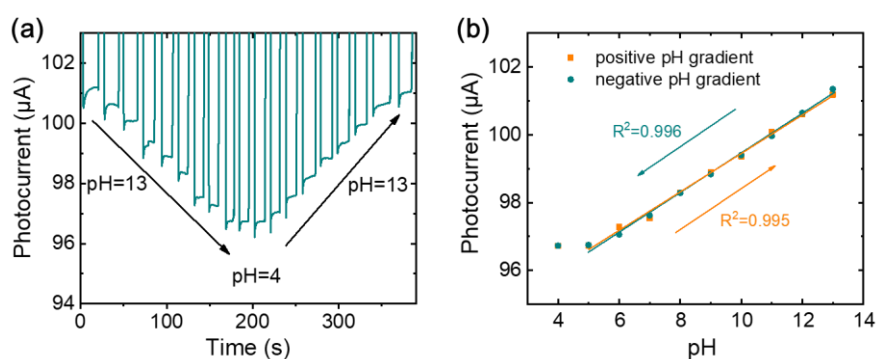 (a)
103
102
100
98
96
94
Photocurrent (μA)
pH=13
pH=13
pH=4
0
100
200
300
Time (s)
(b)
positive pH gradient
negative pH gradient
102
100
98
96
Photocurrent (μA)
R²=0.996
R²=0.995
4
6
8
10
12
14
pH